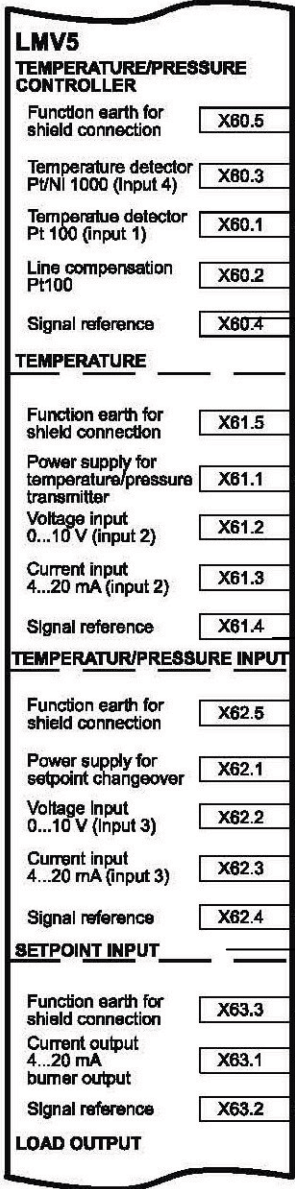 LMV5
TEMPERATURE/PRESSURE
CONTROLLER
Function earth for
shield connection
X60.5
Temperature detector
Pt/NI 1000 (Input 4)
X60.3
Temperatue detector
Pt 100 (input 1)
X60.1
Line compensation
Pt100
X60.2
Signal reference
X60.4
TEMPERATURE
Function earth for
shield connection
X61.5
Power supply for
temperature/pressure
transmitter
X61.1
Voltage input
0...10 V (input 2)
X61.2
Current input
4...20 mA (input 2)
X61.3
Signal reference
X61.4
TEMPERATUR/PRESSURE INPUT
Function earth for
shield connection
X62.5
Power supply for
setpoint changeover
X62.1
Voltage Input
0...10 V (Input 3)
X62.2
Current input
4...20 mA (input 3)
X62.3
Signal reference
X62.4
SETPOINT INPUT
Function earth for
shield connection
X63.3
Current output
4...20 mA
burner output
X63.1
Signal reference
X63.2
LOAD OUTPUT